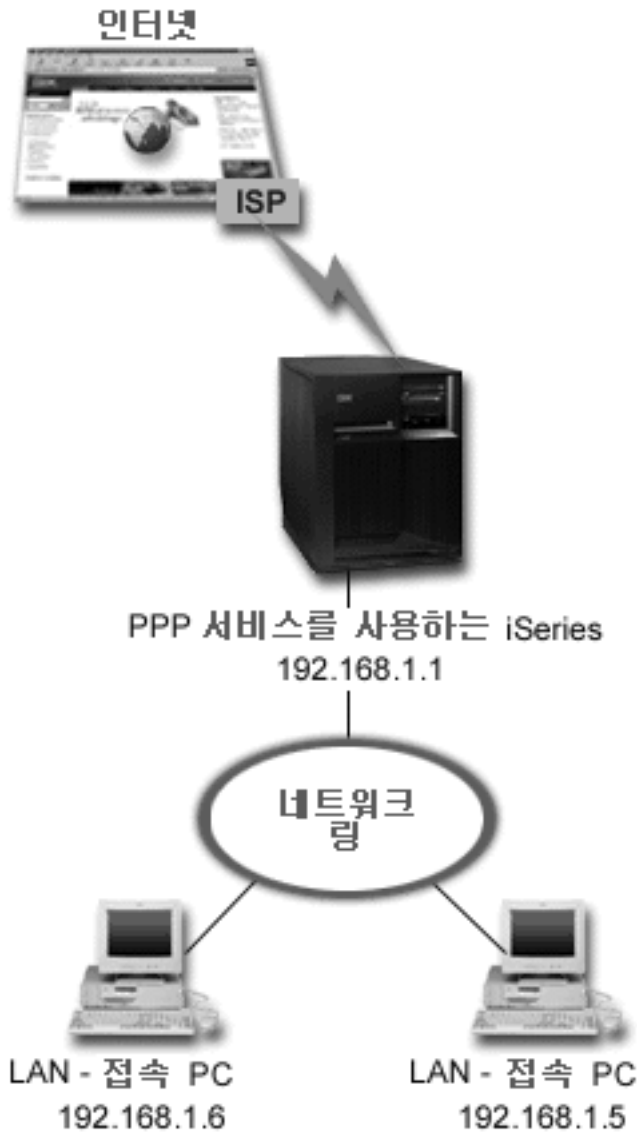 인터넷
ISP
PPP 서비스를 사용하는 iSeries
192.168.1.1
네트워크
링
LAN - 접속 PC
192.168.1.6
LAN - 접속 PC
192.168.1.5